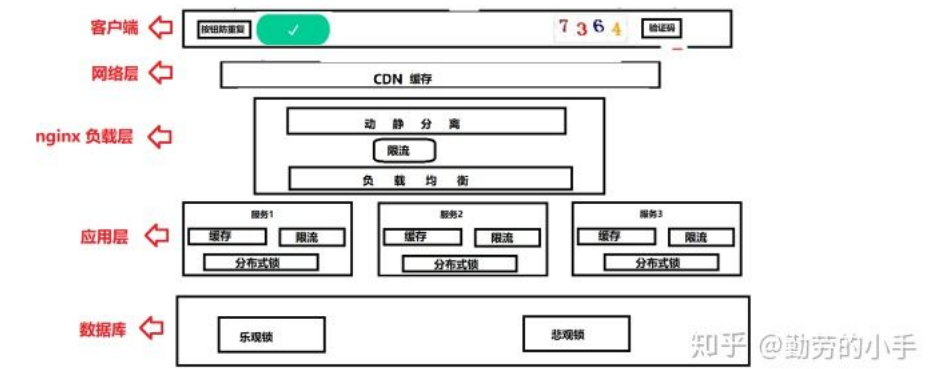 客户端 按钮防重复 7364 验证码
网络层 CDN 缓存
动 静 分 离
nginx 负载层 限流
负 载 均 衡
服务1 服务2 服务3
应用层 缓存 限流 缓存 限流 缓存 限流
分布式锁 分布式锁 分布式锁
数据库 乐观锁 悲观锁
知乎 @勤劳的小手